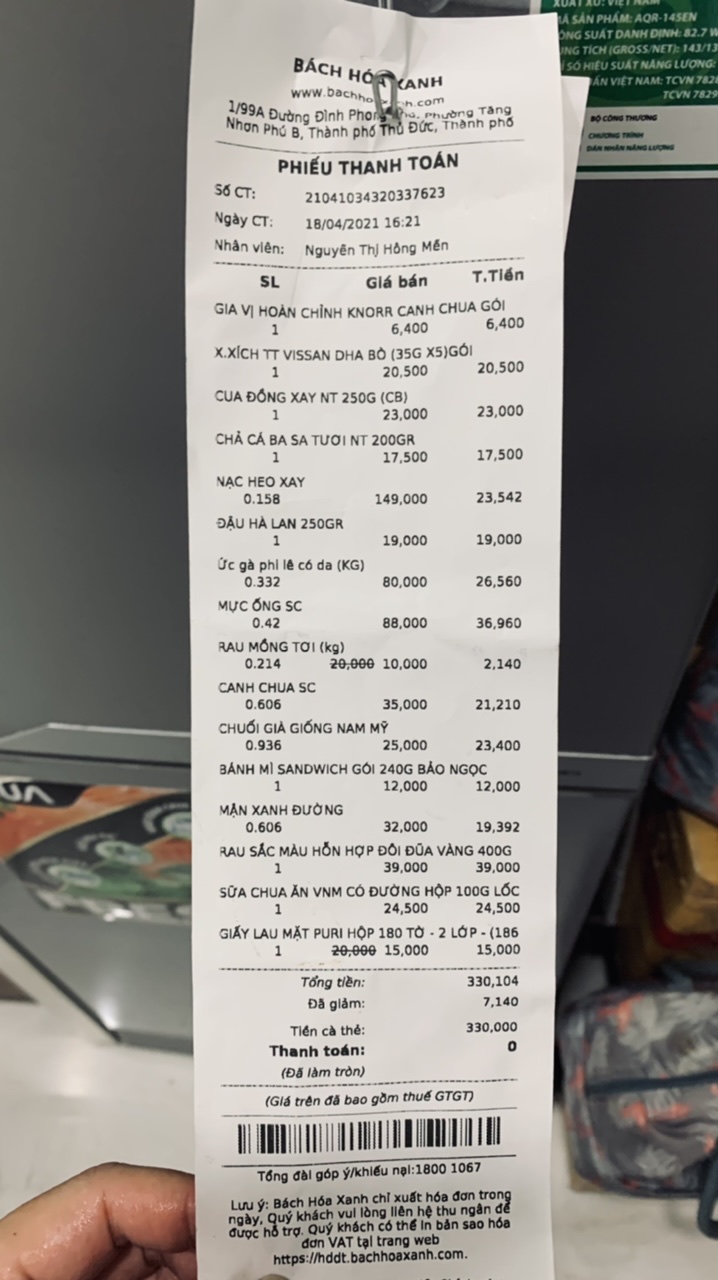 XUẤT XỨ: VIỆT NAM
MÃ SẢN PHẨM: AQR-145EN
CÔNG SUẤT DANH ĐỊNH: 82.7 W
DUNG TÍCH (GROSS/NET): 143/13
SỐ HIỆU SUẤT NĂNG LƯỢNG:
VIỆT NAM: TCVN 782
TCVN 7829
BỘ CÔNG THƯƠNG
CHƯƠNG TRÌNH
DÁN NHÃN NĂNG LƯỢNG
BÁCH HÓA XANH
www.bachho h.com
1/99A Đường Đình Phong Phú, Phường Tăng
Nhơn Phú B, Thành phố Thủ Đức, Thành phố
PHIẾU THANH TOÁN
Số CT: 21041034320337623
Ngày CT: 18/04/2021 16:21
Nhân viên: Nguyễn Thị Hồng Mến
SL Giá bán T.Tiền
GIA VỊ HOÀN CHỈNH KNORR CANH CHUA GÓI
1 6,400 6,400
X.XÍCH TT VISSAN DHA BÒ (35G X5)GÓI
1 20,500 20,500
CUA ĐỒNG XAY NT 250G (CB)
1 23,000 23,000
CHẢ CÁ BA SA TƯƠI NT 200GR
1 17,500 17,500
NẠC HEO XAY
0.158 149,000 23,542
ĐẬU HÀ LAN 250GR
1 19,000 19,000
Ức gà phi lê có da (KG)
0.332 80,000 26,560
MỰC ỐNG SC
0.42 88,000 36,960
RAU MỒNG TƠI (kg)
0.214 20,000 10,000 2,140
CANH CHUA SC
0.606 35,000 21,210
CHUỐI GIÀ GIỐNG NAM MỸ
0.936 25,000 23,400
BÁNH MÌ SANDWICH GÓI 240G BẢO NGỌC
1 12,000 12,000
MẬN XANH ĐƯỜNG
0.606 32,000 19,392
RAU SẮC MÀU HỖN HỢP ĐÔI ĐŨA VÀNG 400G
1 39,000 39,000
SỮA CHUA ĂN VNM CÓ ĐƯỜNG HỘP 100G LỐC
1 24,500 24,500
GIẤY LAU MẶT PURI HỘP 180 TỜ - 2 LỚP - (186
1 20,000 15,000 15,000
Tổng tiền: 330,104
Đã giảm: 7,140
Tiền cà thẻ: 330,000
Thanh toán: 0
(Đã làm tròn)
(Giá trên đã bao gồm thuế GTGT)
Tổng đài góp ý/khiếu nại:1800 1067
Lưu ý: Bách Hóa Xanh chỉ xuất hóa đơn trong
ngày, Quý khách vui lòng liên hệ thu ngân để
được hỗ trợ. Quý khách có thể in bản sao hóa
đơn VAT tại trang web
https://hddt.bachhoaxanh.com.